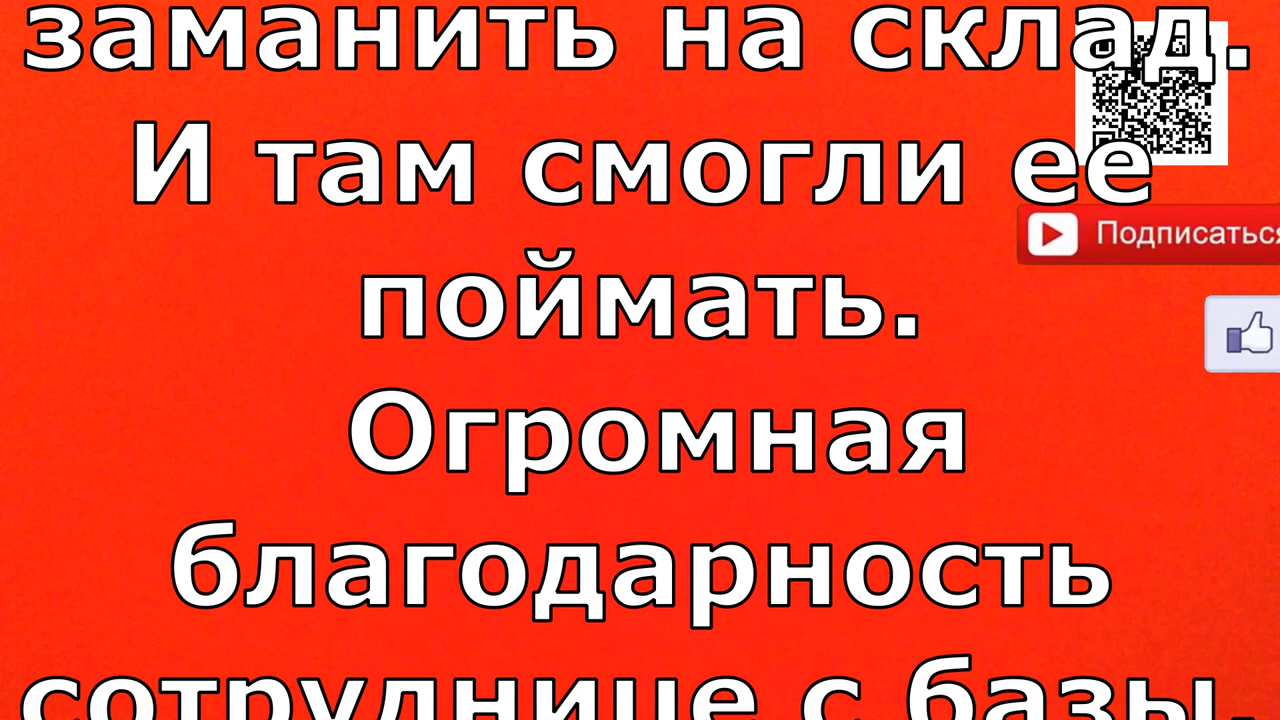 заманить на склад.
И там смогли ее
Подписаться
поймать.
Огромная
благодарность
сотруднице с базы,